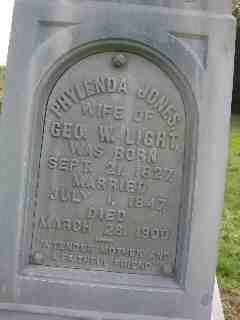 PHYLENDA JONES,
WIFE OF
GEO. W. LIGHT,
WAS BORN
SEPT. 21, 1827,
MARRIED
JULY 1, 1847,
DIED
MARCH 28, 1900.
A TENDER MOTHER AND
A FAITHFUL FRIEND.